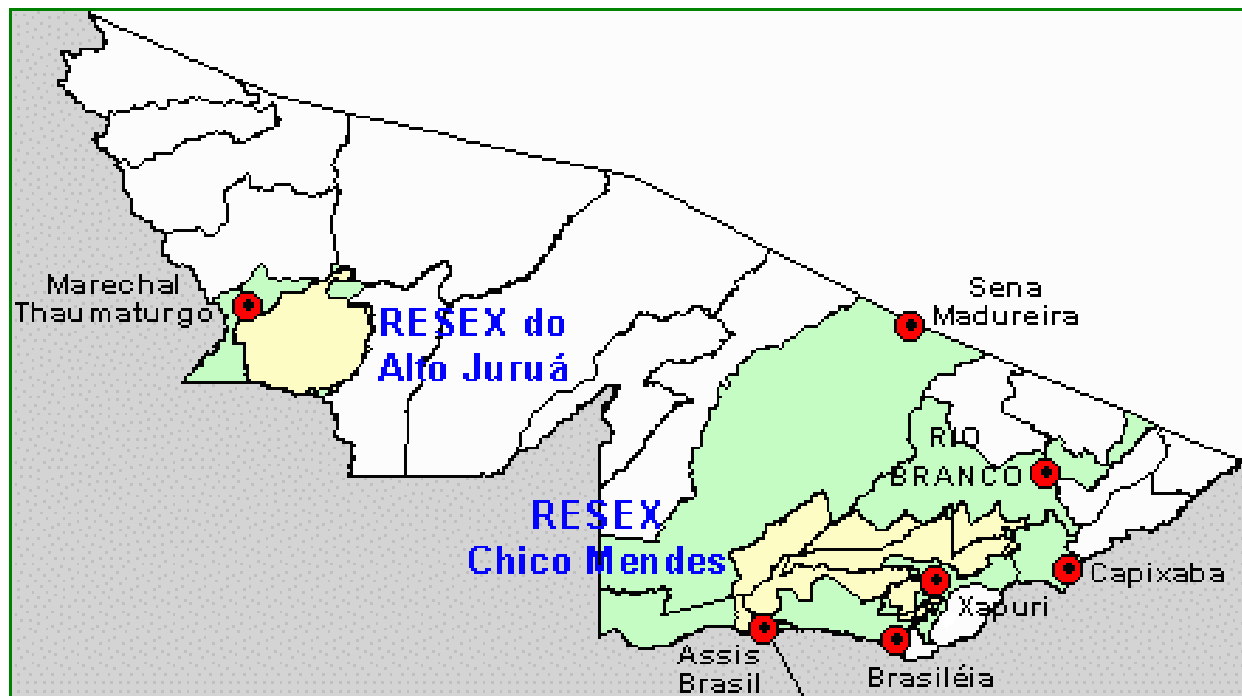 Marechal
Thaumaturgo
RESEX do
Alto Juruá
Sena
Madureira
RIO
BRANCO
RESEX
Chico Mendes
Capixaba
Xapuri
Assis
Brasil
Brasiléia